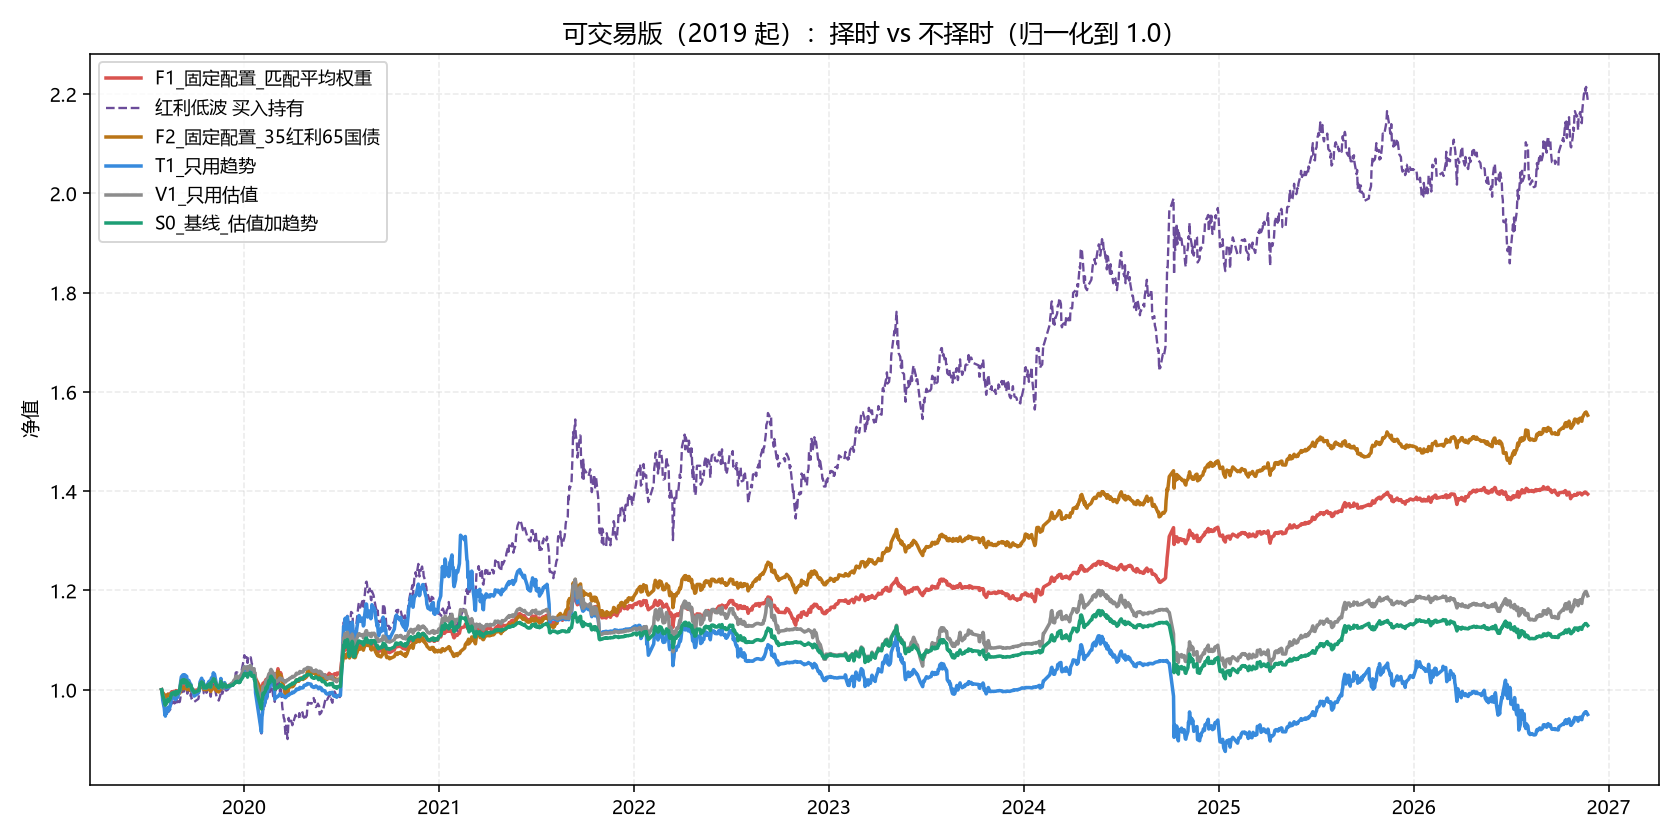 可交易版（2019 起）：择时 vs 不择时（归一化到 1.0）
F1_固定配置_匹配平均权重
红利低波 买入持有
F2_固定配置_35红利65国债
T1_只用趋势
V1_只用估值
S0_基线_估值加趋势
净值
2.2
2.0
1.8
1.6
1.4
1.2
1.0
2020
2021
2022
2023
2024
2025
2026
2027